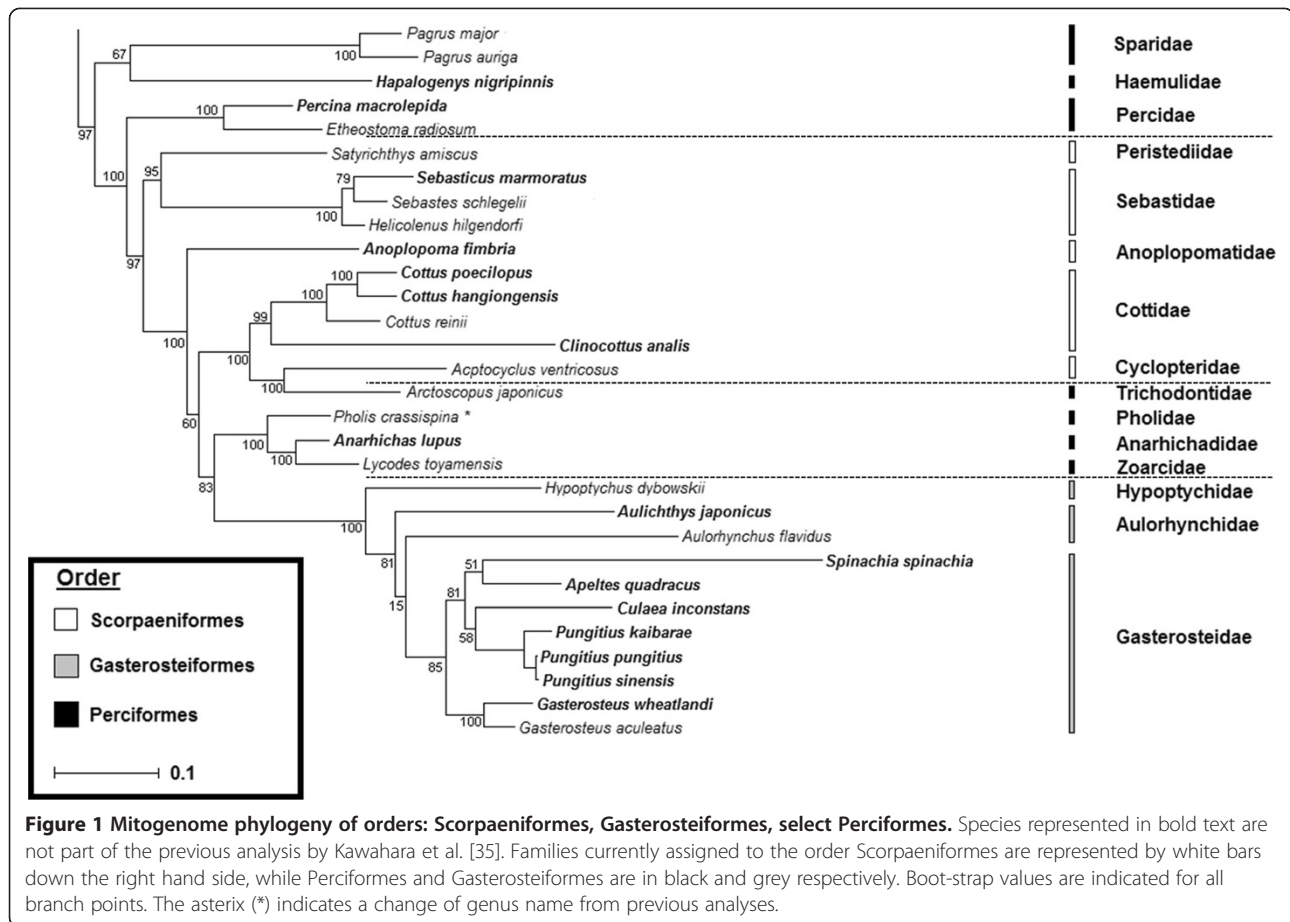 Pagrus major
67
100
Pagrus auriga
Sparidae
Hapalogenys nigripinnis
Haemulidae
97
100
Percina macrolepida
Percidae
Etheostoma radiosum
Satyrichthys amiscus
Peristediidae
100
95
79
Sebasticus marmoratus
Sebastes schlegelii
Sebastidae
100
Helicolenus hilgendorfi
97
Anoplopoma fimbria
Anoplopomatidae
100
Cottus poecilopus
100
Cottus hangiongensis
Cottidae
99
Cottus reinii
100
Clinocottus analis
100
Acptocyclus ventricosus
Cyclopteridae
100
Arctoscopus japonicus
Trichodontidae
60
Pholis crassispina *
Pholidae
100
Anarhichas lupus
Anarhichadidae
100
Lycodes toyamensis
Zoarcidae
83
Hypoptychus dybowskii
Hypoptychidae
100
Aulichthys japonicus
Aulorhynchidae
81
Aulorhynchus flavidus
15
51
Spinachia spinachia
81
Apeltes quadracus
Culaea inconstans
58
Pungitius kaibarae
Gasterosteidae
85
Pungitius pungitius
Pungitius sinensis
Gasterosteus wheatlandi
100
Gasterosteus aculeatus
Order
Scorpaeniformes
Gasterosteiformes
Perciformes
0.1
Figure 1 Mitogenome phylogeny of orders: Scorpaeniformes, Gasterosteiformes, select Perciformes. Species represented in bold text are
not part of the previous analysis by Kawahara et al. [35]. Families currently assigned to the order Scorpaeniformes are represented by white bars
down the right hand side, while Perciformes and Gasterosteiformes are in black and grey respectively. Boot-strap values are indicated for all
branch points. The asterix (*) indicates a change of genus name from previous analyses.